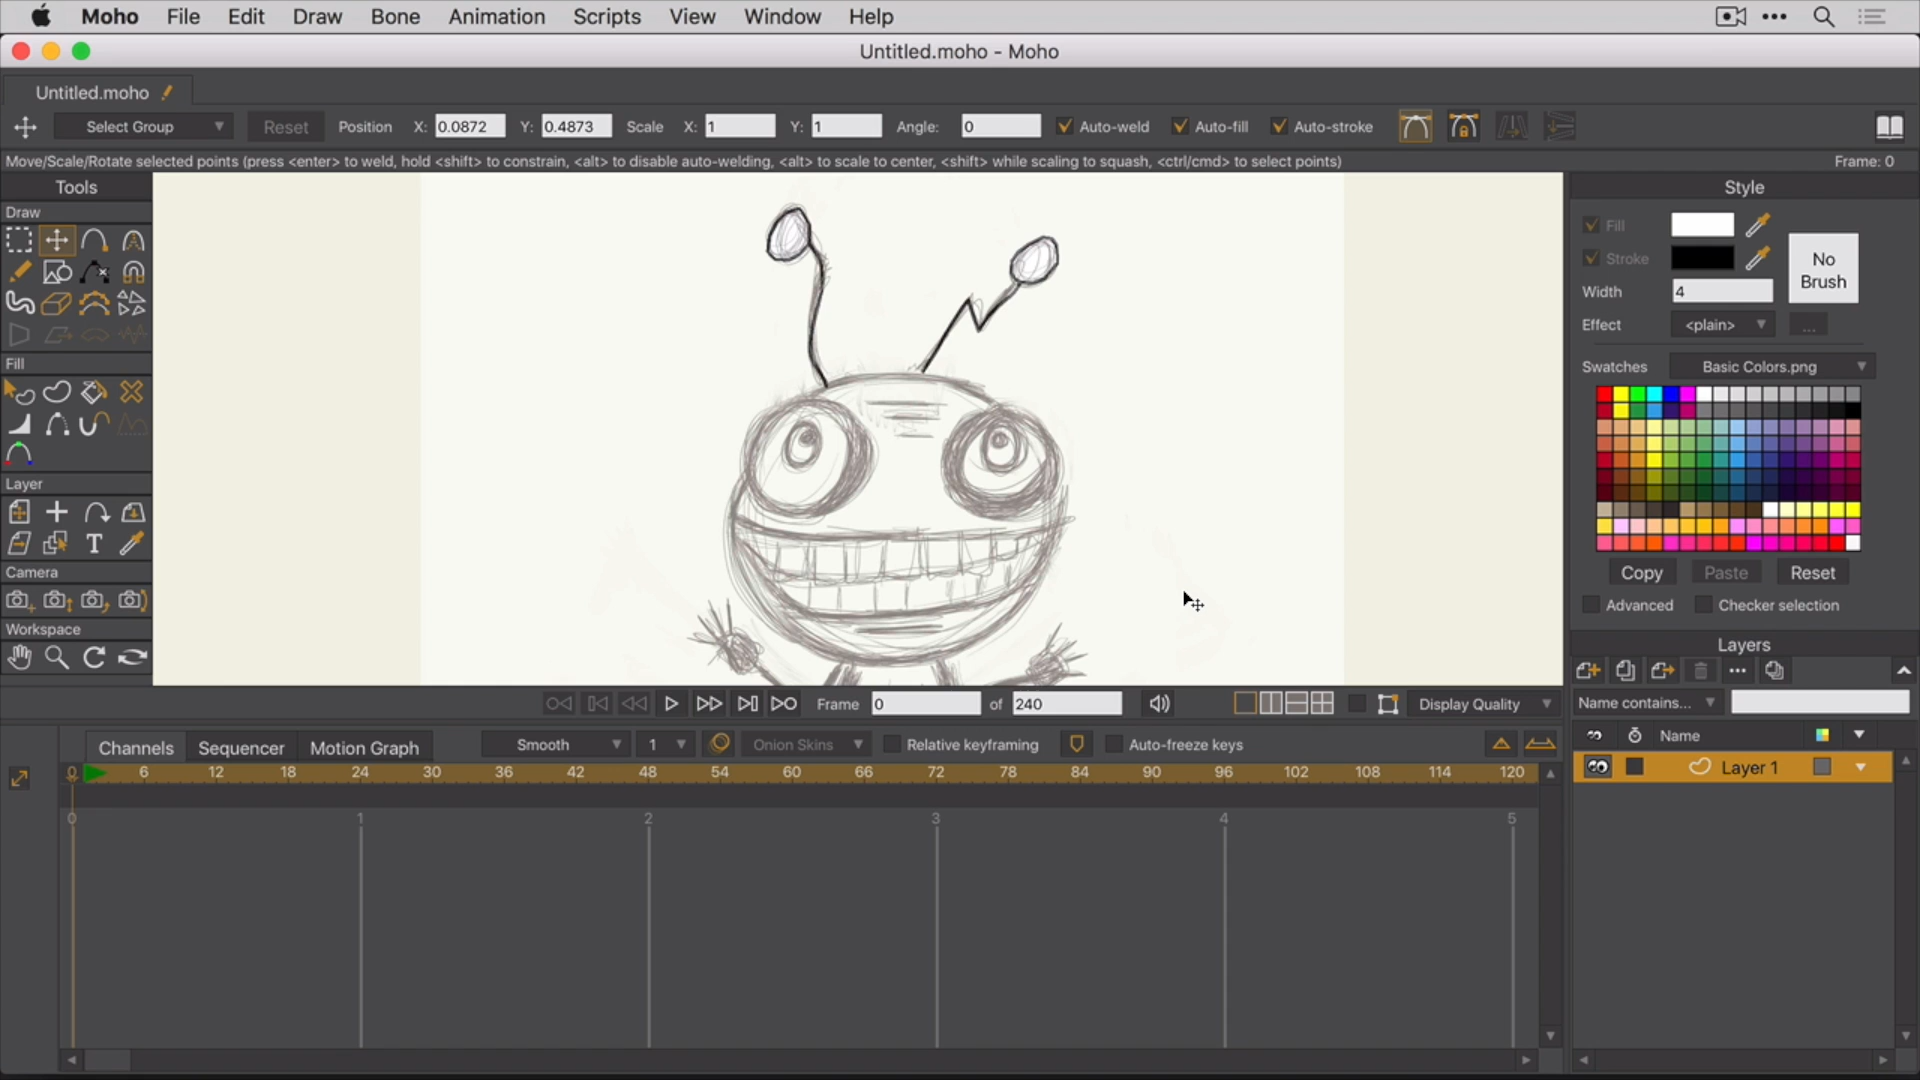 Moho File Edit Draw Bone Animation Scripts View Window Help
Untitled.moho - Moho
Untitled.moho
Select Group Reset Position X: 0.0872 Y: 0.4873 Scale X: 1 Y: 1 Angle: 0 Auto-weld Auto-fill Auto-stroke
Move/Scale/Rotate selected points (press <enter> to weld, hold <shift> to constrain, <alt> to disable auto-welding, <alt> to scale to center, <shift> while scaling to squash, <ctrl/cmd> to select points) Frame: 0
Tools
Draw
Fill
Layer
T
Camera
Workspace
Style
Fill
Stroke
No
Brush
Width 4
Effect <plain> ...
Swatches Basic Colors.png
Copy Paste Reset
Advanced Checker selection
Layers
Name contains...
Name
Layer 1
Frame 0 of 240 Display Quality
Channels Sequencer Motion Graph Smooth 1 Onion Skins Relative keyframing Auto-freeze keys
0 6 12 18 24 30 36 42 48 54 60 66 72 78 84 90 96 102 108 114 120
0 1 2 3 4 5